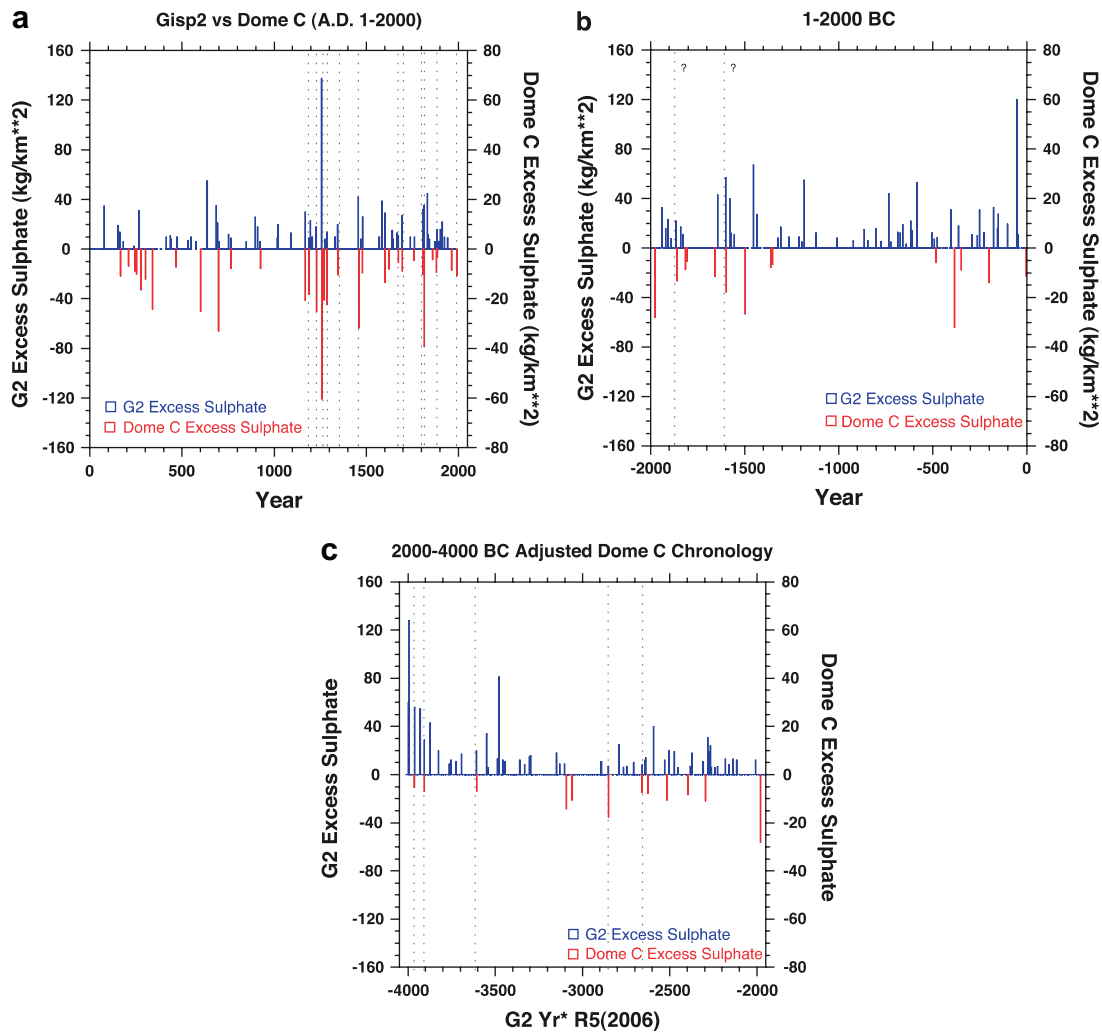 a
Gisp2 vs Dome C (A.D. 1-2000)
G2 Excess Sulphate (kg/km**2)
160
120
80
40
0
-40
-80
-120
-160
80
60
40
20
0
-20
-40
-60
-80
Dome C Excess Sulphate (kg/km**2)
G2 Excess Sulphate
Dome C Excess Sulphate
0 500 1000 1500 2000
Year
b
1-2000 BC
G2 Excess Sulphate (kg/km**2)
160
120
80
40
0
-40
-80
-120
-160
? ?
80
60
40
20
0
-20
-40
-60
-80
Dome C Excess Sulphate (kg/km**2)
G2 Excess Sulphate
Dome C Excess Sulphate
-2000 -1500 -1000 -500 0
Year
c
2000-4000 BC Adjusted Dome C Chronology
G2 Excess Sulphate
160
120
80
40
0
-40
-80
-120
-160
80
60
40
20
0
-20
-40
-60
-80
Dome C Excess Sulphate
G2 Excess Sulphate
Dome C Excess Sulphate
-4000 -3500 -3000 -2500 -2000
G2 Yr* R5(2006)